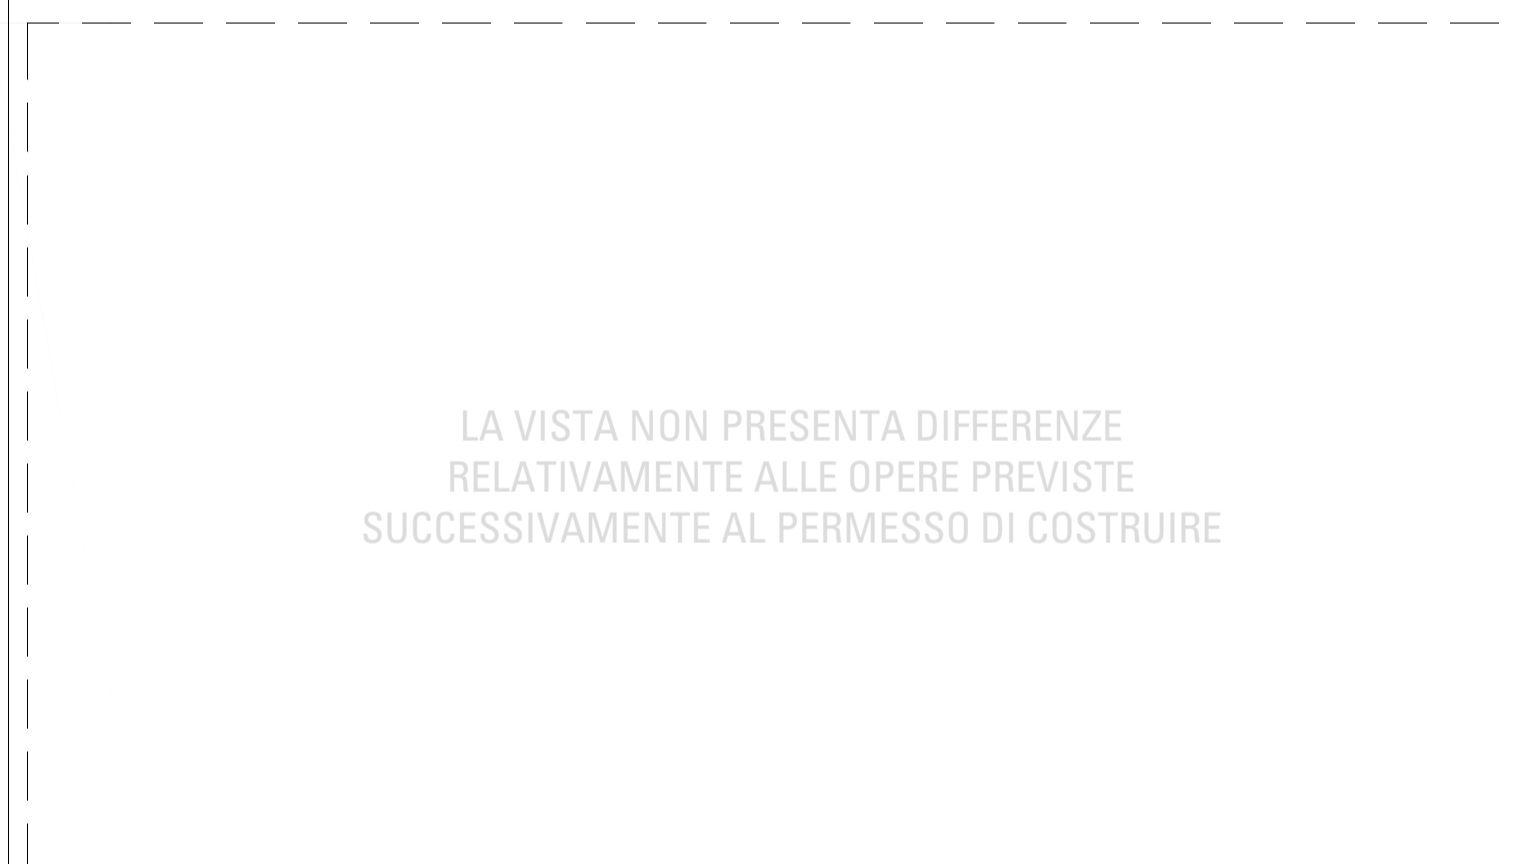 LA VISTA NON PRESENTA DIFFERENZE
RELATIVAMENTE ALLE OPERE PREVISTE
SUCCESSIVAMENTE AL PERMESSO DI COSTRUIRE